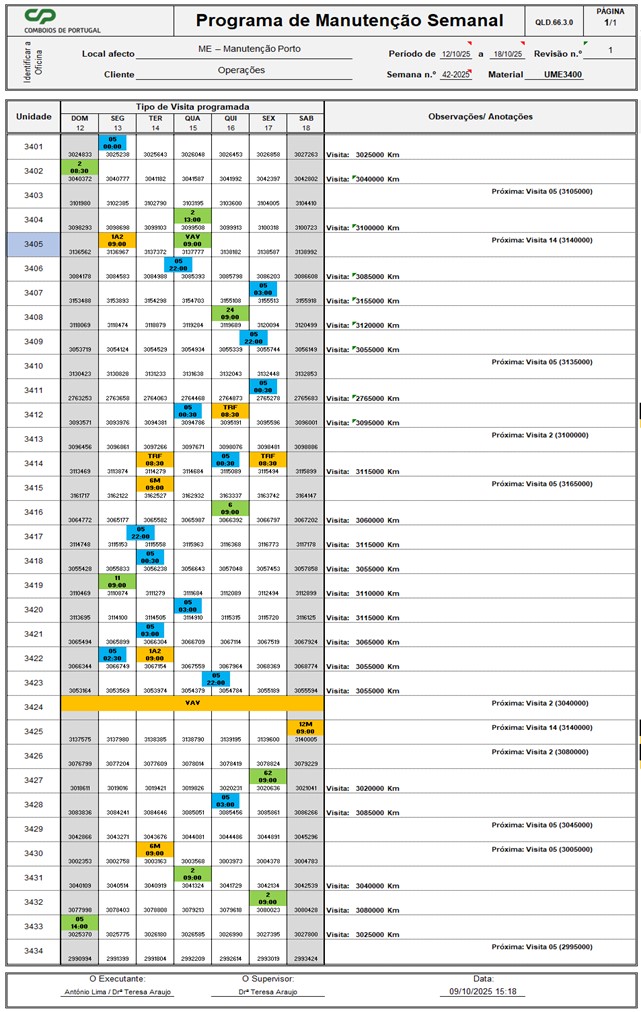 CP
COMBOIOS DE PORTUGAL
Programa de Manutenção Semanal
QLD.66.3.0
PÁGINA
1/1
Identificar a Oficina
Local afecto ME – Manutenção Porto
Período de 12/10/25 a 18/10/25 Revisão n.º 1
Cliente Operações
Semana n.º 42-2025 Material UME3400
Unidade
Tipo de Visita programada
Observações/ Anotações
DOM SEG TER QUA QUI SEX SAB
12 13 14 15 16 17 18
3401 05 00:00
3024833 3025238 3025643 3026048 3026453 3026858 3027263 Visita: 3025000 Km
3402 2 08:30
3040372 3040777 3041182 3041587 3041992 3042397 3042802 Visita: 3040000 Km
3403 Próxima: Visita 05 (3105000)
3101980 3102385 3102790 3103195 3103600 3104005 3104410
3404 2 13:00
3098293 3098698 3099103 3099508 3099913 3100318 3100723 Visita: 3100000 Km
3405 IA2 09:00 VAV 09:00 Próxima: Visita 14 (3140000)
3136562 3136967 3137372 3137777 3138182 3138587 3138992
3406 05 22:00
3084178 3084583 3084988 3085393 3085798 3086203 3086608 Visita: 3085000 Km
3407 05 03:00
3153488 3153893 3154298 3154703 3155108 3155513 3155918 Visita: 3155000 Km
3408 24 09:00
3118069 3118474 3118879 3119284 3119689 3120094 3120499 Visita: 3120000 Km
3409 05 22:00
3053719 3054124 3054529 3054934 3055339 3055744 3056149 Visita: 3055000 Km
3410 Próxima: Visita 05 (3135000)
3130423 3130828 3131233 3131638 3132043 3132448 3132853
3411 05 00:30
2763253 2763658 2764063 2764468 2764873 2765278 2765683 Visita: 2765000 Km
3412 05 00:30 TRF 08:30
3093571 3093976 3094381 3094786 3095191 3095596 3096001 Visita: 3095000 Km
3413 Próxima: Visita 2 (3100000)
3096456 3096861 3097266 3097671 3098076 3098481 3098886
3414 TRF 08:30 05 00:30 TRF 08:30
3113469 3113874 3114279 3114684 3115089 3115494 3115899 Visita: 3115000 Km
3415 6M 09:00 Próxima: Visita 05 (3165000)
3161717 3162122 3162527 3162932 3163337 3163742 3164147
3416 6 09:00
3064772 3065177 3065582 3065987 3066392 3066797 3067202 Visita: 3060000 Km
3417 05 22:00
3114748 3115153 3115558 3115963 3116368 3116773 3117178 Visita: 3115000 Km
3418 05 00:30
3055428 3055833 3056238 3056643 3057048 3057453 3057858 Visita: 3055000 Km
3419 11 09:00
3110469 3110874 3111279 3111684 3112089 3112494 3112899 Visita: 3110000 Km
3420 05 03:00
3113695 3114100 3114505 3114910 3115315 3115720 3116125 Visita: 3115000 Km
3421 05 03:00
3065494 3065899 3066304 3066709 3067114 3067519 3067924 Visita: 3065000 Km
3422 05 02:30 IA2 09:00
3066344 3066749 3067154 3067559 3067964 3068369 3068774 Visita: 3055000 Km
3423 05 22:00
3053164 3053569 3053974 3054379 3054784 3055189 3055594 Visita: 3055000 Km
3424 VAV Próxima: Visita 2 (3040000)
3425 12M 09:00 Próxima: Visita 14 (3140000)
3137575 3137980 3138385 3138790 3139195 3139600 3140005
3426 Próxima: Visita 2 (3080000)
3076799 3077204 3077609 3078014 3078419 3078824 3079229
3427 62 09:00
3018611 3019016 3019421 3019826 3020231 3020636 3021041 Visita: 3020000 Km
3428 05 03:00
3083836 3084241 3084646 3085051 3085456 3085861 3086266 Visita: 3085000 Km
3429 Próxima: Visita 05 (3045000)
3042866 3043271 3043676 3044081 3044486 3044891 3045296
3430 6M 09:00 Próxima: Visita 05 (3005000)
3002353 3002758 3003163 3003568 3003973 3004378 3004783
3431 2 09:00
3040109 3040514 3040919 3041324 3041729 3042134 3042539 Visita: 3040000 Km
3432 2 09:00
3077998 3078403 3078808 3079213 3079618 3080023 3080428 Visita: 3080000 Km
3433 05 14:00
3025370 3025775 3026180 3026585 3026990 3027395 3027800 Visita: 3025000 Km
3434 Próxima: Visita 05 (2995000)
2990994 2991399 2991804 2992209 2992614 2993019 2993424
O Executante: O Supervisor: Data:
António Lima / Drª Teresa Araujo Drª Teresa Araujo 09/10/2025 15:18